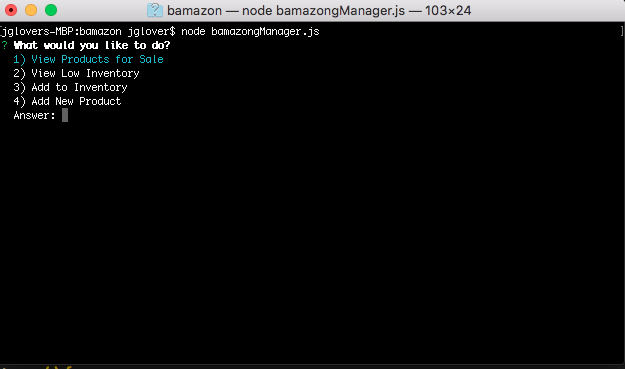 bamazon — node bamazongManager.js — 103×24
[jglovers-MBP:bamazon jglover$ node bamazongManager.js ]
? What would you like to do?
1) View Products for Sale
2) View Low Inventory
3) Add to Inventory
4) Add New Product
Answer: